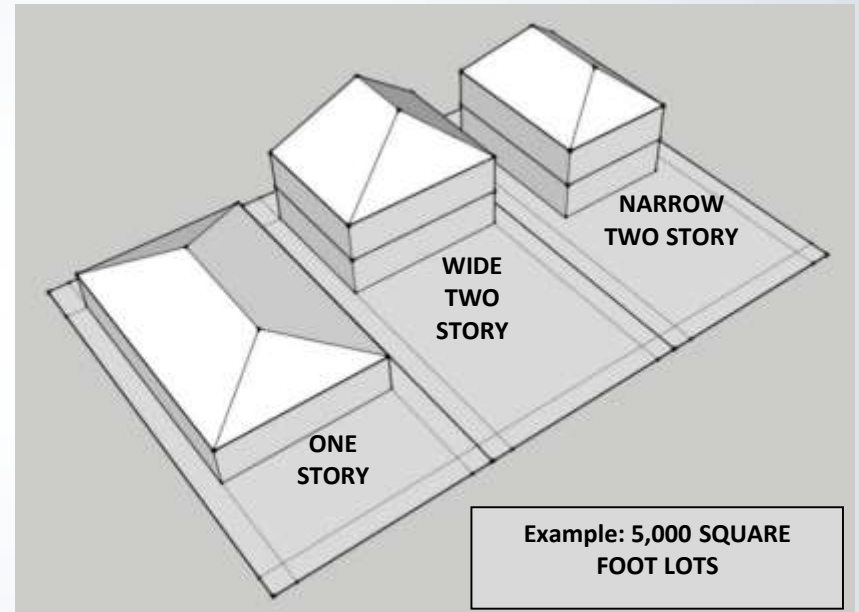 NARROW
TWO STORY
WIDE
TWO
STORY
ONE
STORY
Example: 5,000 SQUARE
FOOT LOTS